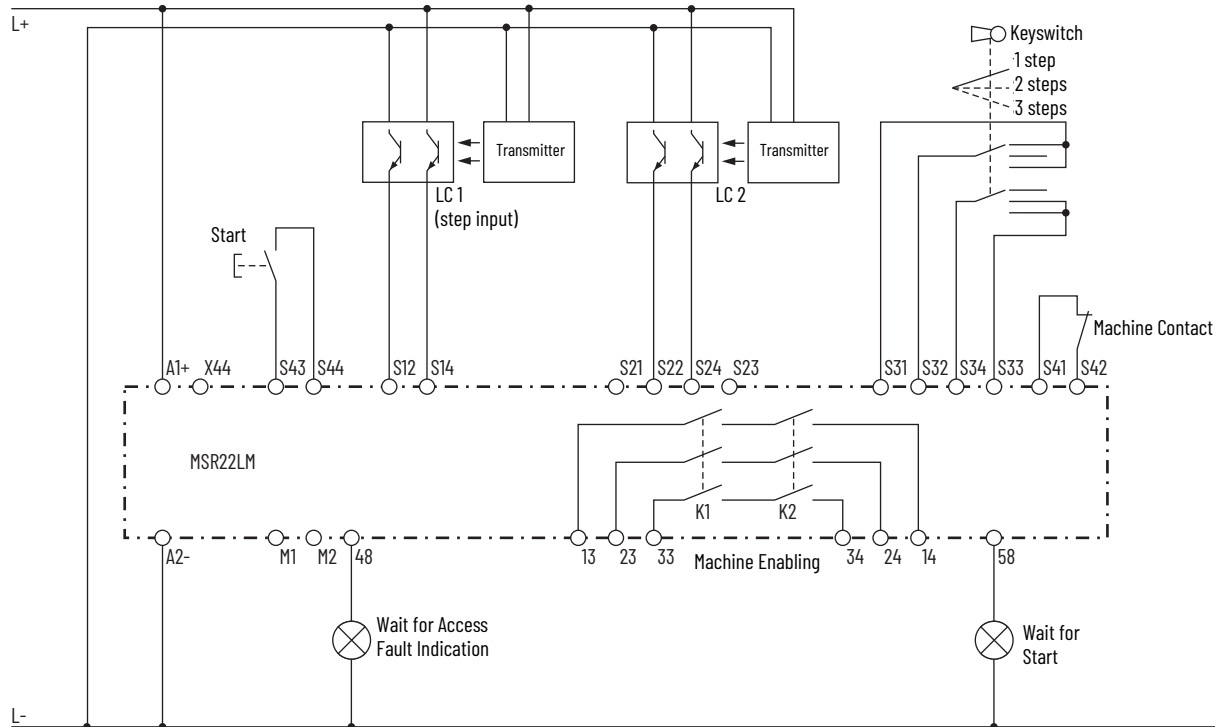 L+
Keyswitch
1 step
2 steps
3 steps
Transmitter
Transmitter
LC 1
(step input)
LC 2
Start
Machine Contact
A1+ X44 S43 S44 S12 S14 S21 S22 S24 S23 S31 S32 S34 S33 S41 S42
MSR22LM
K1 K2
A2- M1 M2 48 13 23 33 Machine Enabling 34 24 14 58
Wait for Access
Fault Indication
Wait for
Start
L-